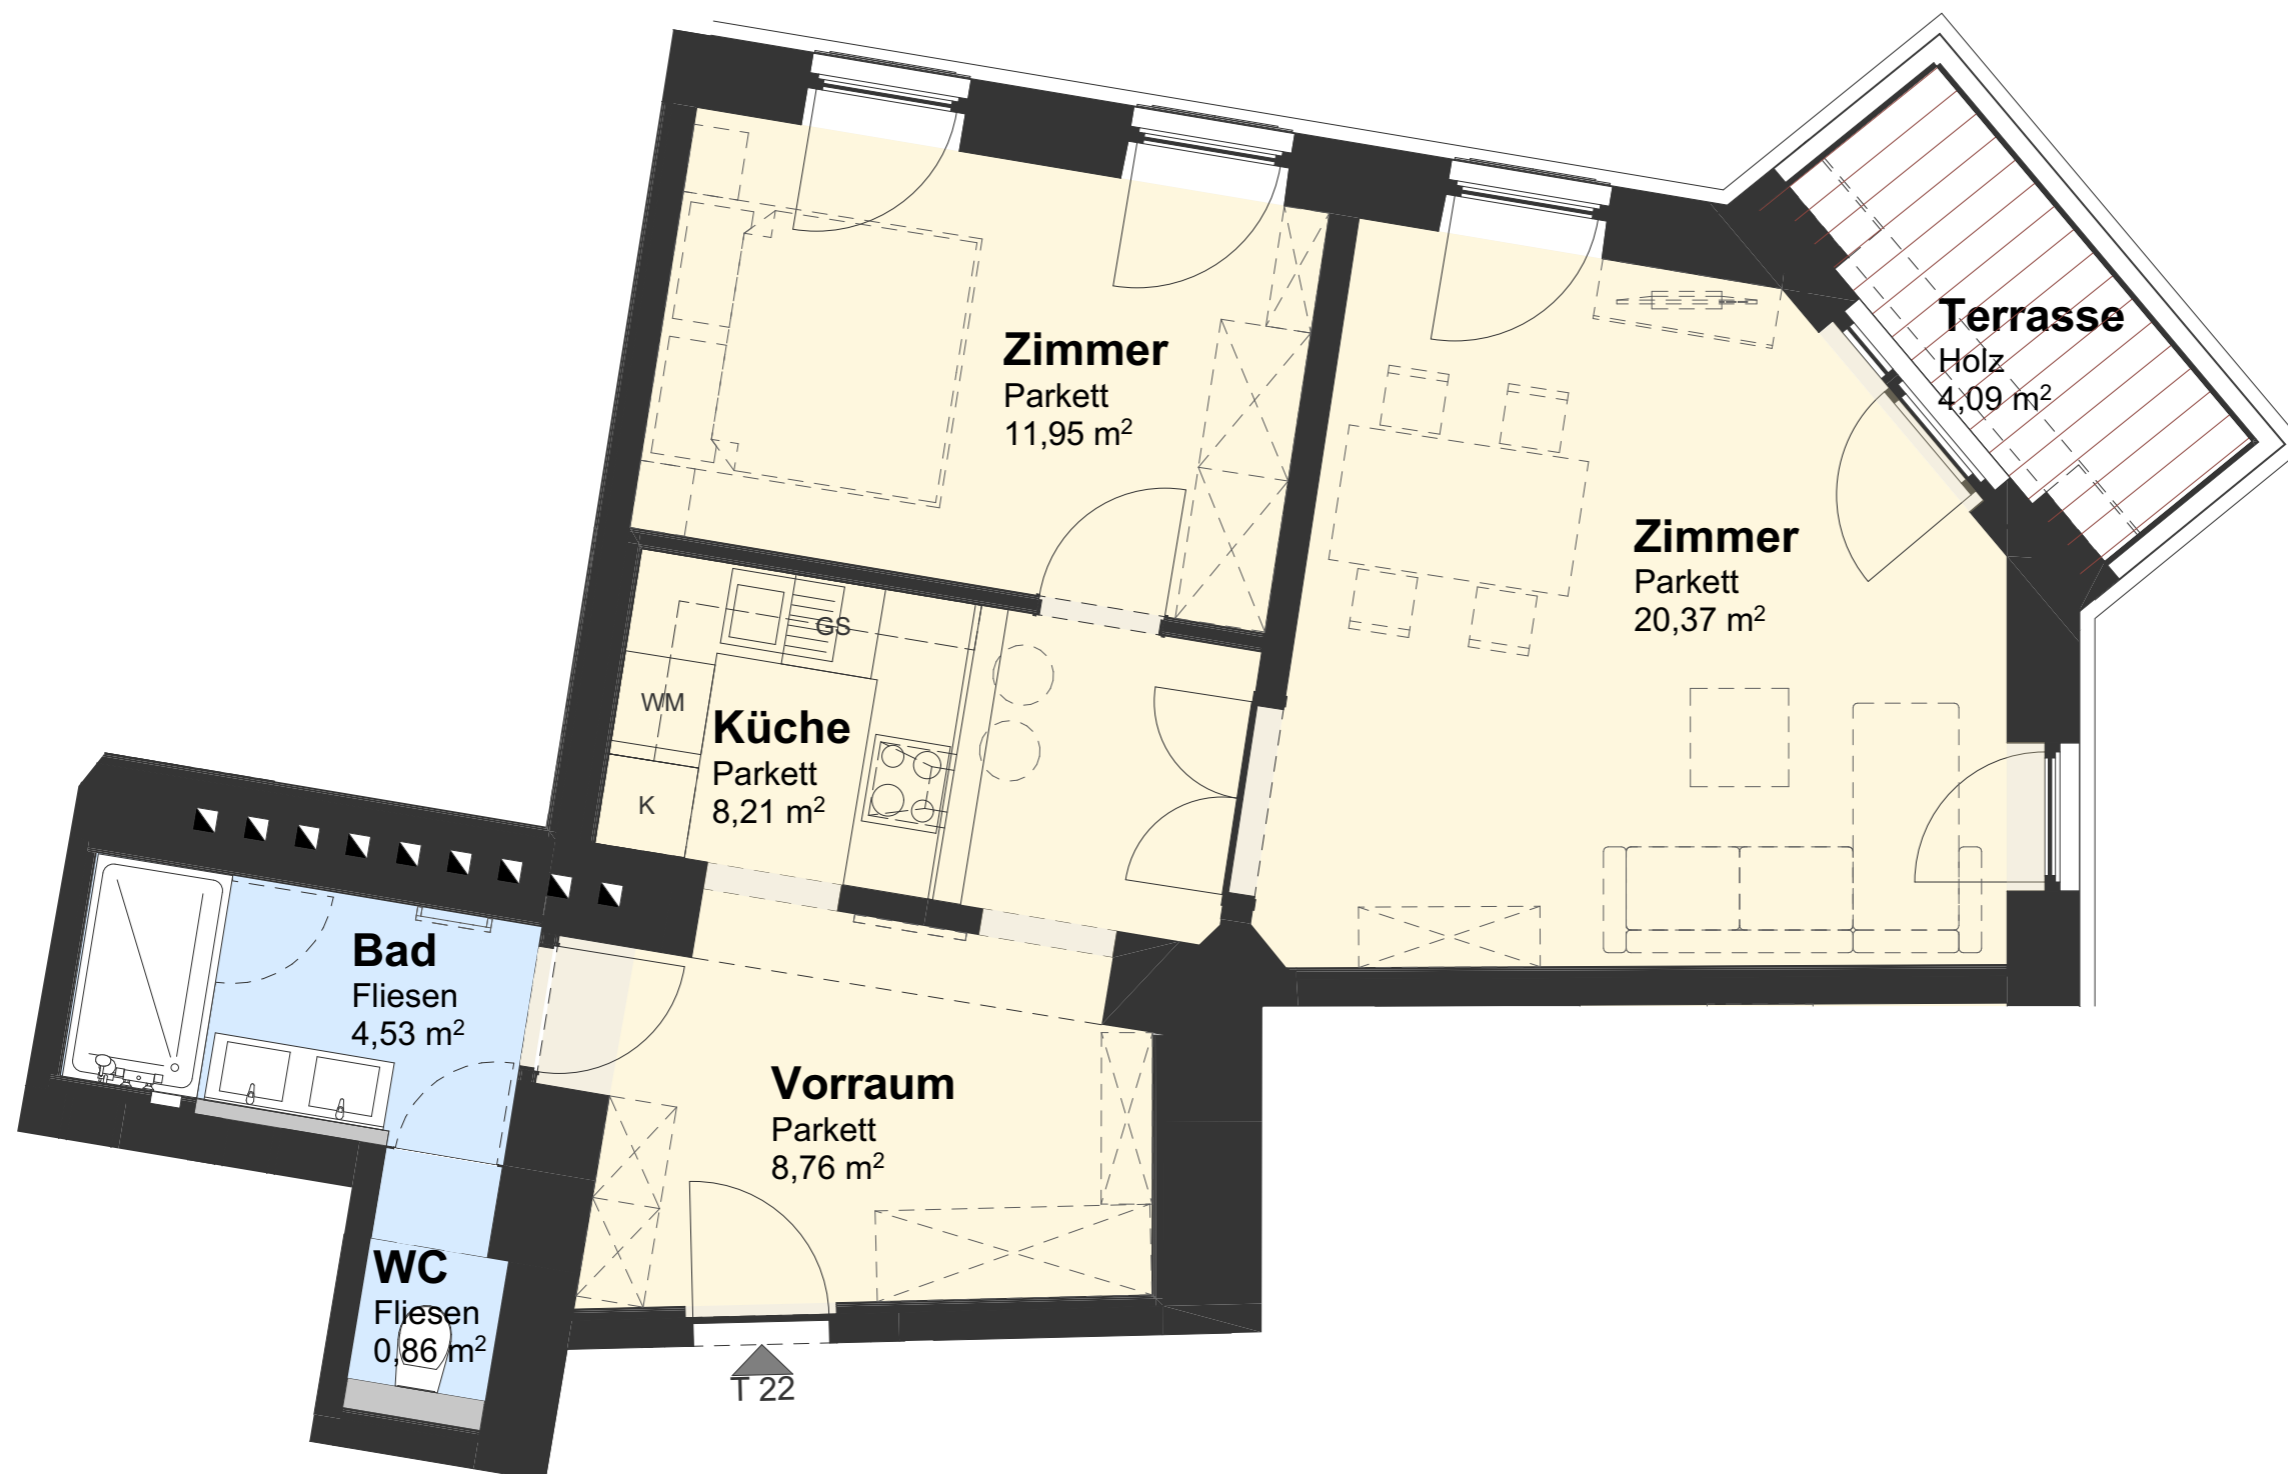 Zimmer
Parkett
11,95 m²
Terrasse
Holz
4,09 m²
Zimmer
Parkett
20,37 m²
GS
WM
K
Küche
Parkett
8,21 m²
Bad
Fliesen
4,53 m²
Vorraum
Parkett
8,76 m²
WC
Fliesen
0,86 m²
T 22